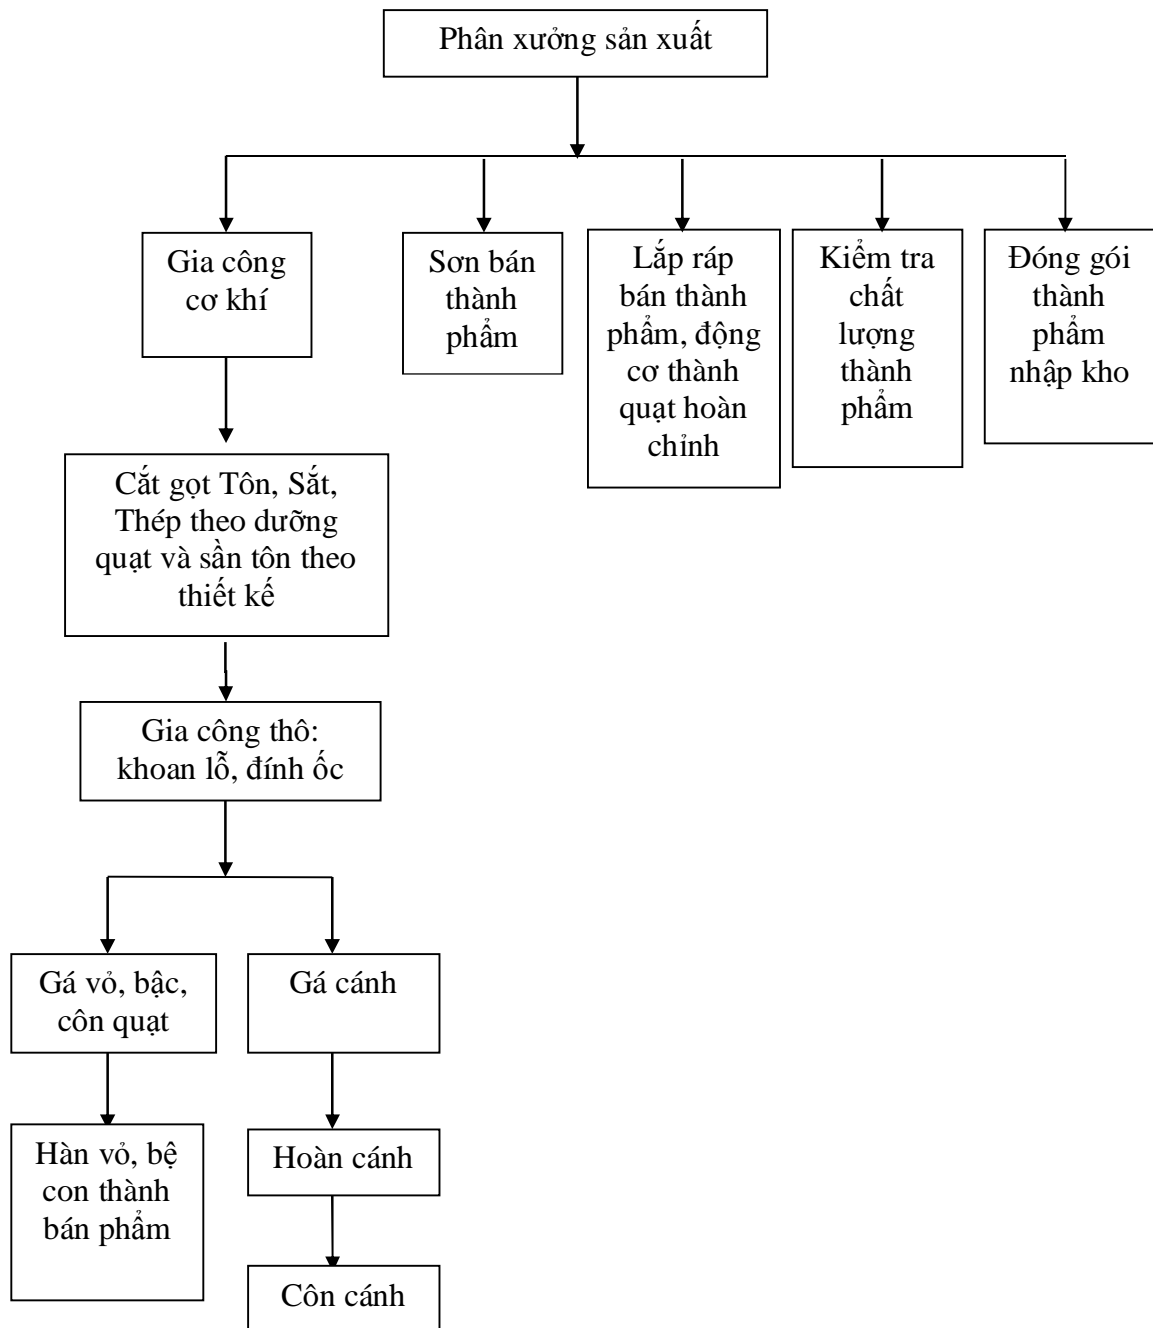 Phân xưởng sản xuất
Gia công
cơ khí
Sơn bán
thành
phẩm
Lắp ráp
bán thành
phẩm, động
cơ thành
quạt hoàn
chỉnh
Kiểm tra
chất
lượng
thành
phẩm
Đóng gói
thành
phẩm
nhập kho
Cắt gọt Tôn, Sắt,
Thép theo dưỡng
quạt và sần tôn theo
thiết kế
Gia công thô:
khoan lỗ, đính ốc
Gá vỏ, bậc,
côn quạt
Gá cánh
Hàn vỏ, bệ
con thành
bán phẩm
Hoàn cánh
Côn cánh